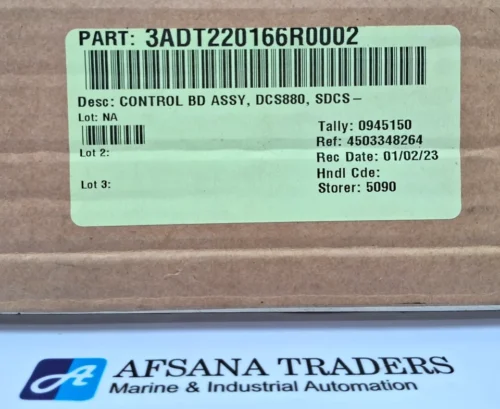 PART: 3ADT220166R0002
Desc: CONTROL BD ASSY, DCS880, SDCS-
Lot: NA
Tally: 0945150
Ref: 4503348264
Lot 2:
Rec Date: 01/02/23
Hndl Cde:
Lot 3:
Storer: 5090
A
AFSANA TRADERS
Marine & Industrial Automation